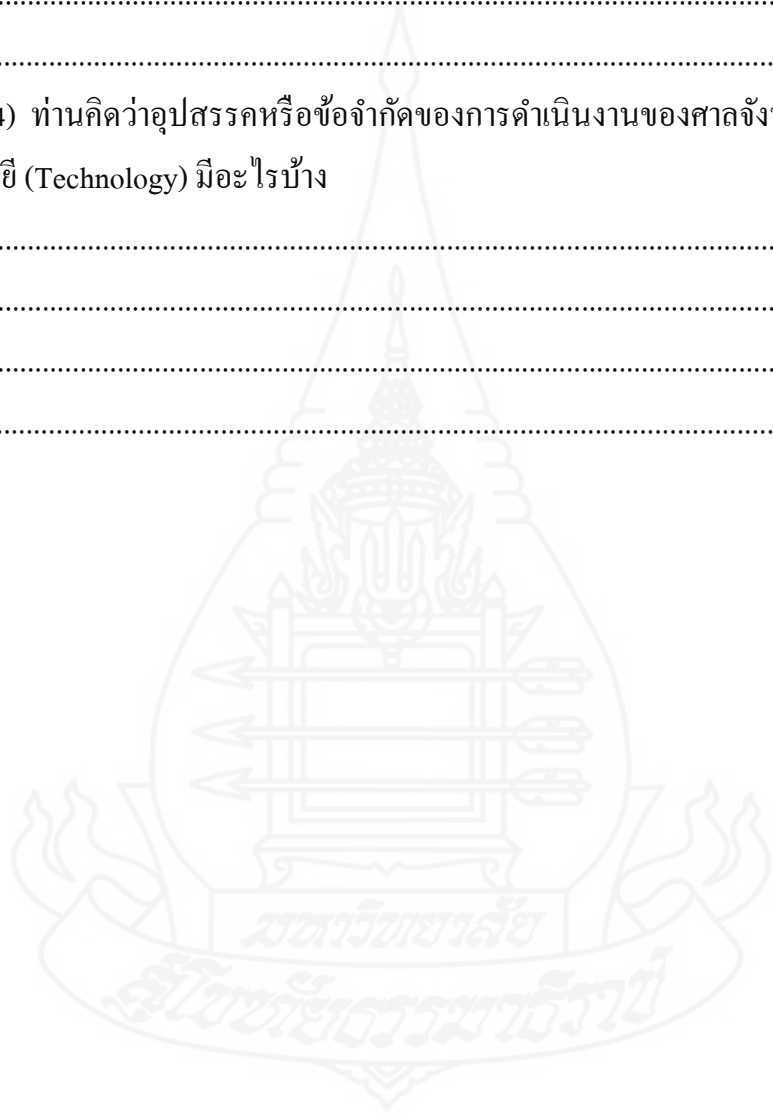 4) ท่านคิดว่าอุปสรรคหรือข้อจำกัดของการดำเนินงานของศาลจัง
ยี (Technology) มีอะไรบ้าง
มหาวิทยาลัย
สุโขทัยธรรมาธิราช